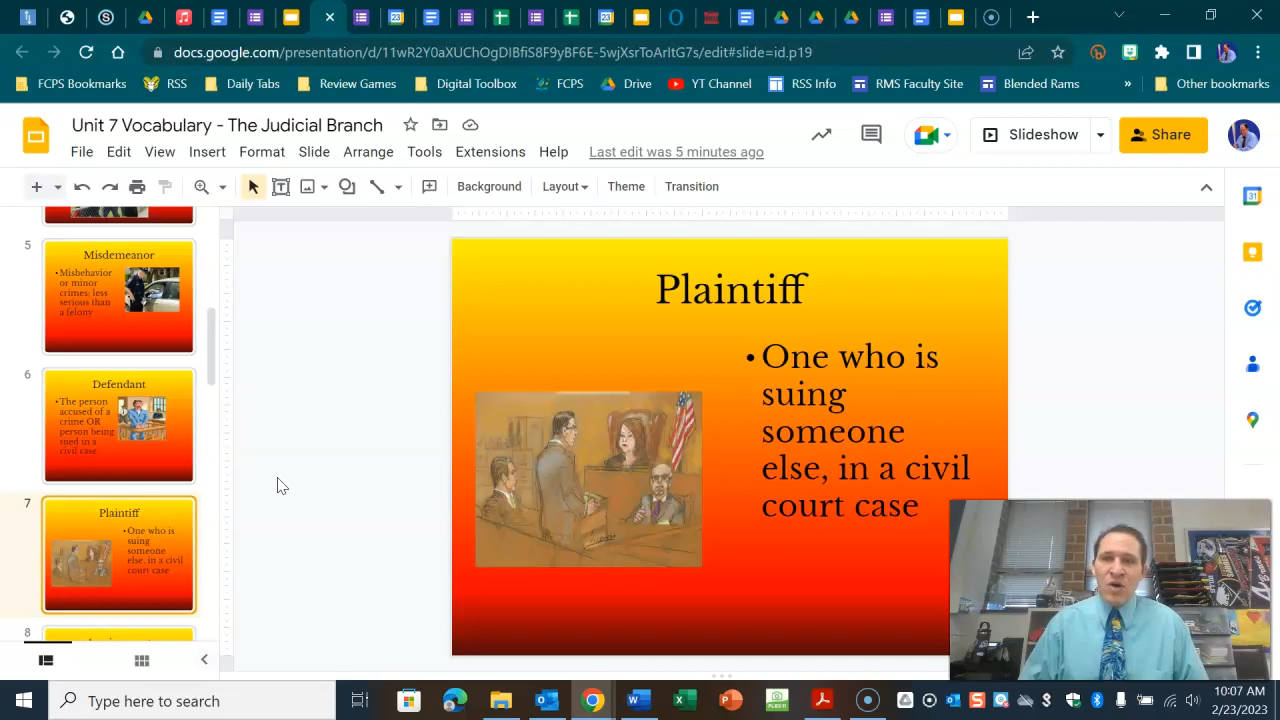 docs.google.com/presentation/d/11wR2Y0aXUChOgDIBfiS8F9yBF6E-5wjXsrToArItG7s/edit#slide=id.p19
FCPS Bookmarks RSS Daily Tabs Review Games Digital Toolbox FCPS Drive YT Channel RSS Info RMS Faculty Site Blended Rams » Other bookmarks
Unit 7 Vocabulary - The Judicial Branch
Slideshow
Share
File Edit View Insert Format Slide Arrange Tools Extensions Help Last edit was 5 minutes ago
Background Layout Theme Transition
5
Misdemeanor
•Misbehavior
or minor
crimes; less
serious than
a felony
6
Defendant
•The person
accused of a
crime OR
person being
sued in a
civil case
7
Plaintiff
•One who is
suing
someone
else, in a civil
court case
8
Plaintiff
•One who is
suing
someone
else, in a civil
court case
Type here to search
10:07 AM
2/23/2023